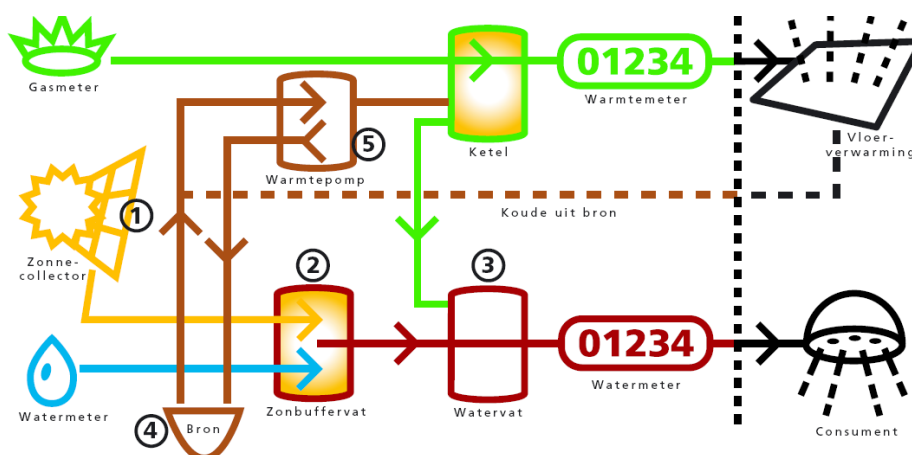 01234
Gasmeter
Warmtemeter
Ketel
Vloer-
verwarming
5
Warmtepomp
1
Koude uit bron
Zonne-
collector
2
3
01234
Watermeter
Zonbuffervat
Watervat
Watermeter
4
Bron
Consument